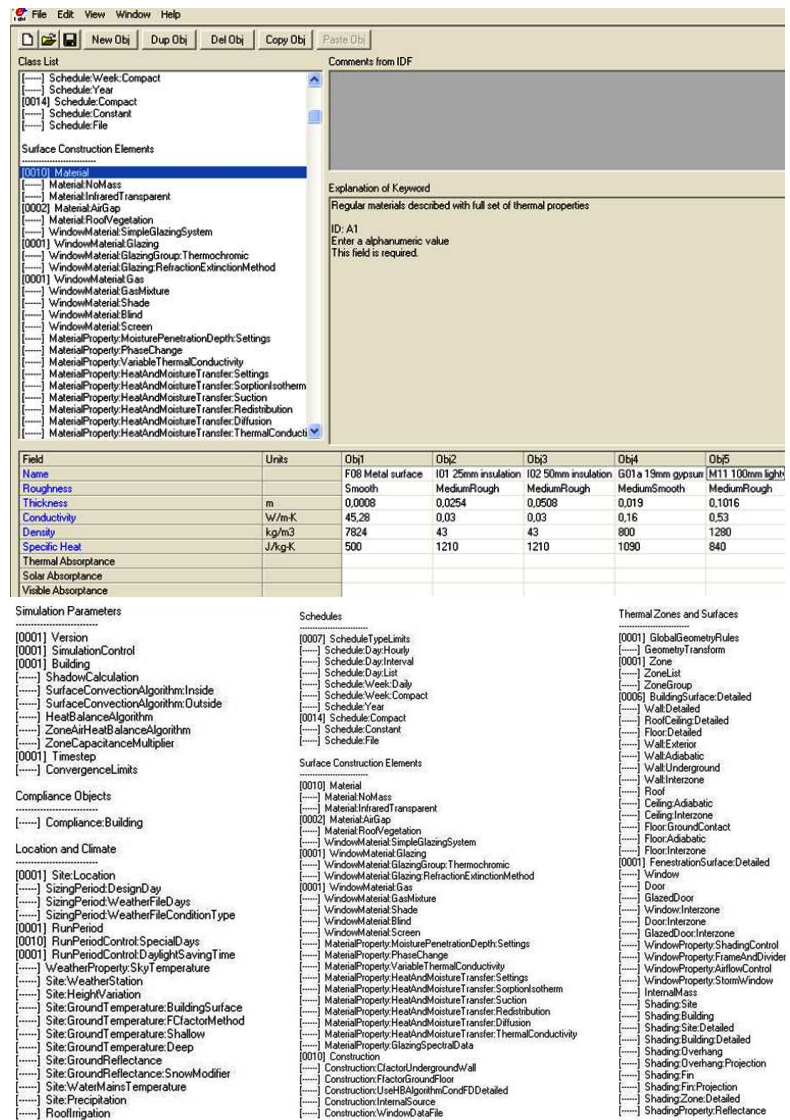 File Edit View Window Help
New Obj Dup Obj Del Obj Copy Obj Paste Obj
Class List
[------] Schedule:Week:Compact
[------] Schedule:Year
[0014] Schedule:Compact
[------] Schedule:Constant
[------] Schedule:File
Surface Construction Elements
--------------------------
[0010] Material
[------] Material:NoMass
[------] Material:InfraredTransparent
[0002] Material:AirGap
[------] Material:RoofVegetation
[------] WindowMaterial:SimpleGlazingSystem
[0001] WindowMaterial:Glazing
[------] WindowMaterial:GlazingGroup:Thermochromic
[------] WindowMaterial:Glazing:RefractionExtinctionMethod
[0001] WindowMaterial:Gas
[------] WindowMaterial:GasMixture
[------] WindowMaterial:Shade
[------] WindowMaterial:Blind
[------] WindowMaterial:Screen
[------] MaterialProperty:MoisturePenetrationDepth:Settings
[------] MaterialProperty:PhaseChange
[------] MaterialProperty:VariableThermalConductivity
[------] MaterialProperty:HeatAndMoistureTransfer:Settings
[------] MaterialProperty:HeatAndMoistureTransfer:SorptionIsotherm
[------] MaterialProperty:HeatAndMoistureTransfer:Suction
[------] MaterialProperty:HeatAndMoistureTransfer:Redistribution
[------] MaterialProperty:HeatAndMoistureTransfer:Diffusion
[------] MaterialProperty:HeatAndMoistureTransfer:ThermalConducti
Comments from IDF
Explanation of Keyword
Regular materials described with full set of thermal properties
ID: A1
Enter a alphanumeric value
This field is required.
Field Units Obj1 Obj2 Obj3 Obj4 Obj5
Name F08 Metal surface I01 25mm insulation I02 50mm insulation G01a 19mm gypsum M11 100mm light
Roughness Smooth MediumRough MediumRough MediumSmooth MediumRough
Thickness m 0,0008 0,0254 0,0508 0,019 0,1016
Conductivity W/m-K 45,28 0,03 0,03 0,16 0,53
Density kg/m3 7824 43 43 800 1280
Specific Heat J/kg-K 500 1210 1210 1090 840
Thermal Absorptance
Solar Absorptance
Visible Absorptance
Simulation Parameters
--------------------------
[0001] Version
[0001] SimulationControl
[0001] Building
[------] ShadowCalculation
[------] SurfaceConvectionAlgorithm:Inside
[------] SurfaceConvectionAlgorithm:Outside
[------] HeatBalanceAlgorithm
[------] ZoneAirHeatBalanceAlgorithm
[------] ZoneCapacitanceMultiplier
[0001] Timestep
[------] ConvergenceLimits
Compliance Objects
--------------------------
[------] Compliance:Building
Location and Climate
--------------------------
[0001] Site:Location
[------] SizingPeriod:DesignDay
[------] SizingPeriod:WeatherFileDays
[------] SizingPeriod:WeatherFileConditionType
[0001] RunPeriod
[0010] RunPeriodControl:SpecialDays
[0001] RunPeriodControl:DaylightSavingTime
[------] WeatherProperty:SkyTemperature
[------] Site:WeatherStation
[------] Site:HeightVariation
[------] Site:GroundTemperature:BuildingSurface
[------] Site:GroundTemperature:FCfactorMethod
[------] Site:GroundTemperature:Shallow
[------] Site:GroundTemperature:Deep
[------] Site:GroundReflectance
[------] Site:GroundReflectance:SnowModifier
[------] Site:WaterMainsTemperature
[------] Site:Precipitation
[------] RoofIrrigation
Schedules
--------------------------
[0007] ScheduleTypeLimits
[------] Schedule:Day:Hourly
[------] Schedule:Day:Interval
[------] Schedule:Day:List
[------] Schedule:Week:Daily
[------] Schedule:Week:Compact
[------] Schedule:Year
[0014] Schedule:Compact
[------] Schedule:Constant
[------] Schedule:File
Surface Construction Elements
--------------------------
[0010] Material
[------] Material:NoMass
[------] Material:InfraredTransparent
[0002] Material:AirGap
[------] Material:RoofVegetation
[------] WindowMaterial:SimpleGlazingSystem
[0001] WindowMaterial:Glazing
[------] WindowMaterial:GlazingGroup:Thermochromic
[------] WindowMaterial:Glazing:RefractionExtinctionMethod
[0001] WindowMaterial:Gas
[------] WindowMaterial:GasMixture
[------] WindowMaterial:Shade
[------] WindowMaterial:Blind
[------] WindowMaterial:Screen
[------] MaterialProperty:MoisturePenetrationDepth:Settings
[------] MaterialProperty:PhaseChange
[------] MaterialProperty:VariableThermalConductivity
[------] MaterialProperty:HeatAndMoistureTransfer:Settings
[------] MaterialProperty:HeatAndMoistureTransfer:SorptionIsotherm
[------] MaterialProperty:HeatAndMoistureTransfer:Suction
[------] MaterialProperty:HeatAndMoistureTransfer:Redistribution
[------] MaterialProperty:HeatAndMoistureTransfer:Diffusion
[------] MaterialProperty:HeatAndMoistureTransfer:ThermalConductivity
[------] MaterialProperty:GlazingSpectralData
[0010] Construction
[------] Construction:CfactorUndergroundWall
[------] Construction:FfactorGroundFloor
[------] Construction:UseHBAlgorithmCondFDDetailed
[------] Construction:InternalSource
[------] Construction:WindowDataFile
Thermal Zones and Surfaces
--------------------------
[0001] GlobalGeometryRules
[------] GeometryTransform
[0001] Zone
[------] ZoneList
[------] ZoneGroup
[0006] BuildingSurface:Detailed
[------] Wall:Detailed
[------] RoofCeiling:Detailed
[------] Floor:Detailed
[------] Wall:Exterior
[------] Wall:Adiabatic
[------] Wall:Underground
[------] Wall:Interzone
[------] Roof
[------] Ceiling:Adiabatic
[------] Ceiling:Interzone
[------] Floor:GroundContact
[------] Floor:Adiabatic
[------] Floor:Interzone
[0001] FenestrationSurface:Detailed
[------] Window
[------] Door
[------] GlazedDoor
[------] Window:Interzone
[------] Door:Interzone
[------] GlazedDoor:Interzone
[------] WindowProperty:ShadingControl
[------] WindowProperty:FrameAndDivider
[------] WindowProperty:AirflowControl
[------] WindowProperty:StormWindow
[------] InternalMass
[------] Shading:Site
[------] Shading:Building
[------] Shading:Site:Detailed
[------] Shading:Building:Detailed
[------] Shading:Overhang
[------] Shading:Overhang:Projection
[------] Shading:Fin
[------] Shading:Fin:Projection
[------] Shading:Zone:Detailed
[------] ShadingProperty:Reflectance